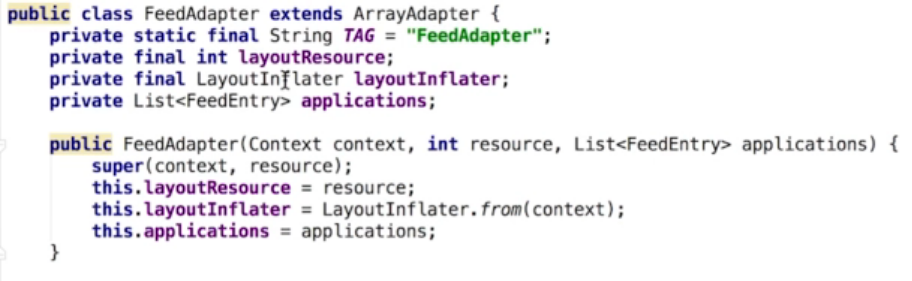 public class FeedAdapter extends ArrayAdapter {
    private static final String TAG = "FeedAdapter";
    private final int layoutResource;
    private final LayoutInflater layoutInflater;
    private List<FeedEntry> applications;

    public FeedAdapter(Context context, int resource, List<FeedEntry> applications) {
        super(context, resource);
        this.layoutResource = resource;
        this.layoutInflater = LayoutInflater.from(context);
        this.applications = applications;
    }